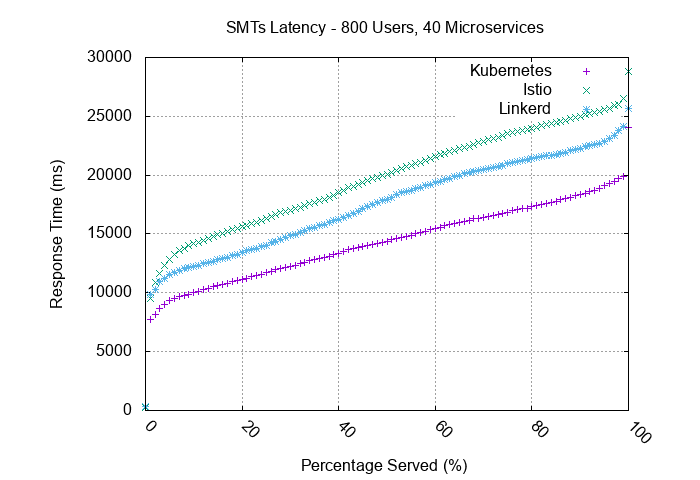 SMTs Latency - 800 Users, 40 Microservices
30000
25000
20000
15000
10000
5000
0
Response Time (ms)
Kubernetes
Istio
Linkerd
0
20
40
60
80
100
Percentage Served (%)